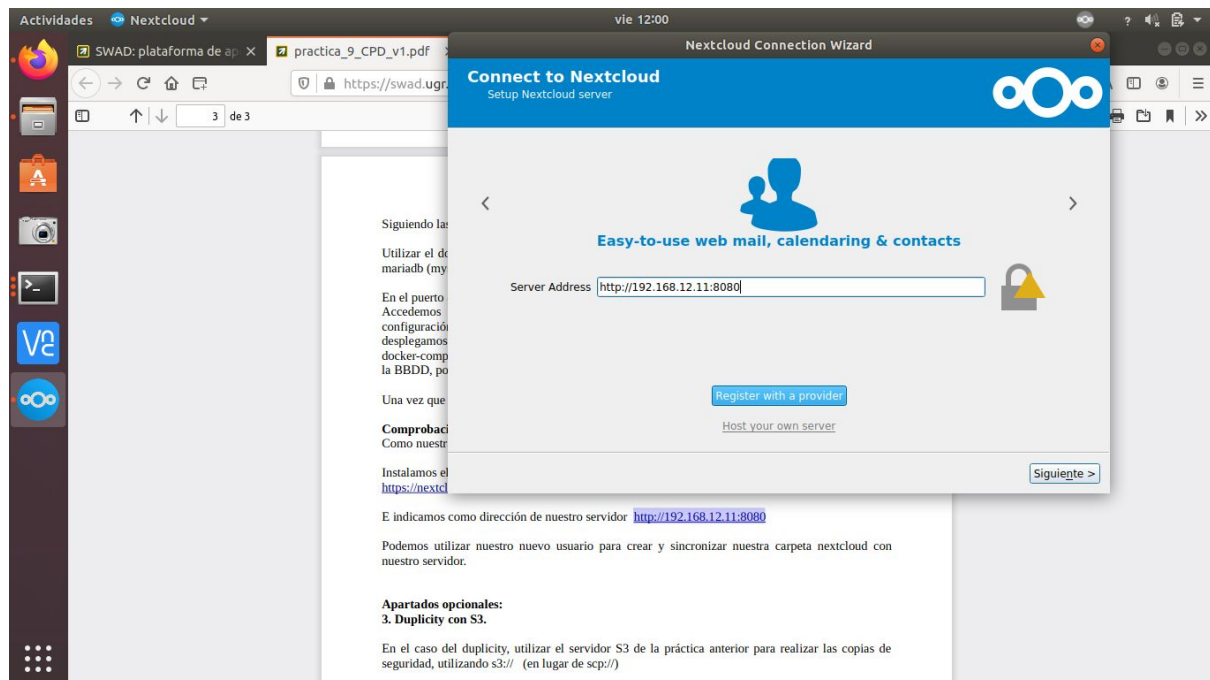 Actividades Nextcloud vie 12:00
SWAD: plataforma de ap practica_9_CPD_v1.pdf
https://swad.ugr.
3 de 3
Nextcloud Connection Wizard
Connect to Nextcloud
Setup Nextcloud server
Easy-to-use web mail, calendaring & contacts
Server Address http://192.168.12.11:8080
Register with a provider
Host your own server
Siguiente >
Siguiendo las
Utilizar el do
mariadb (my
En el puerto
Accedemos
configuración
desplegamos
docker-comp
la BBDD, po
Una vez que
Comprobaci
Como nuestr
Instalamos el
https://nextcl
E indicamos como dirección de nuestro servidor http://192.168.12.11:8080
Podemos utilizar nuestro nuevo usuario para crear y sincronizar nuestra carpeta nextcloud con
nuestro servidor.
Apartados opcionales:
3. Duplicity con S3.
En el caso del duplicity, utilizar el servidor S3 de la práctica anterior para realizar las copias de
seguridad, utilizando s3:// (en lugar de scp://)